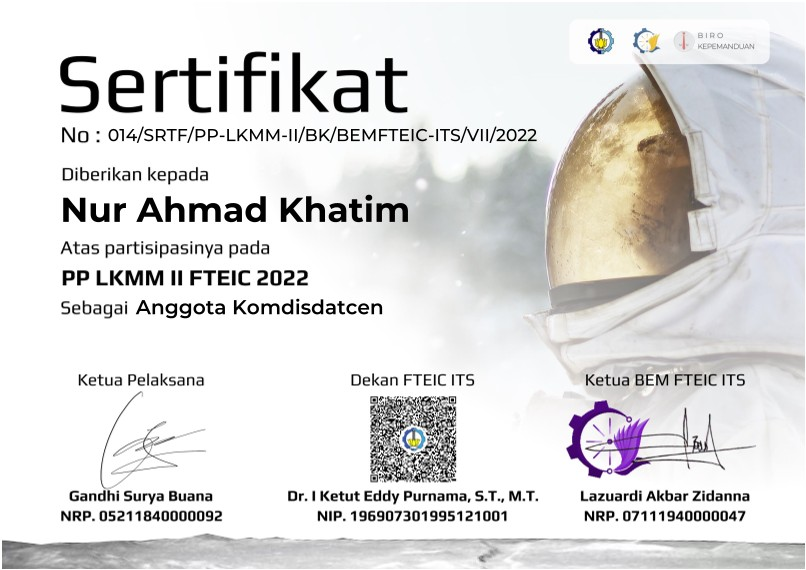 BIRO
KEPEMANDUAN
Sertifikat
No : 014/SRTF/PP-LKMM-II/BK/BEMFTEIC-ITS/VII/2022
Diberikan kepada
Nur Ahmad Khatim
Atas partisipasinya pada
PP LKMM II FTEIC 2022
Sebagai Anggota Komdisdatcen
Ketua Pelaksana
Gandhi Surya Buana
NRP. 05211840000092
Dekan FTEIC ITS
Dr. I Ketut Eddy Purnama, S.T., M.T.
NIP. 196907301995121001
Ketua BEM FTEIC ITS
Lazuardi Akbar Zidanna
NRP. 07111940000047